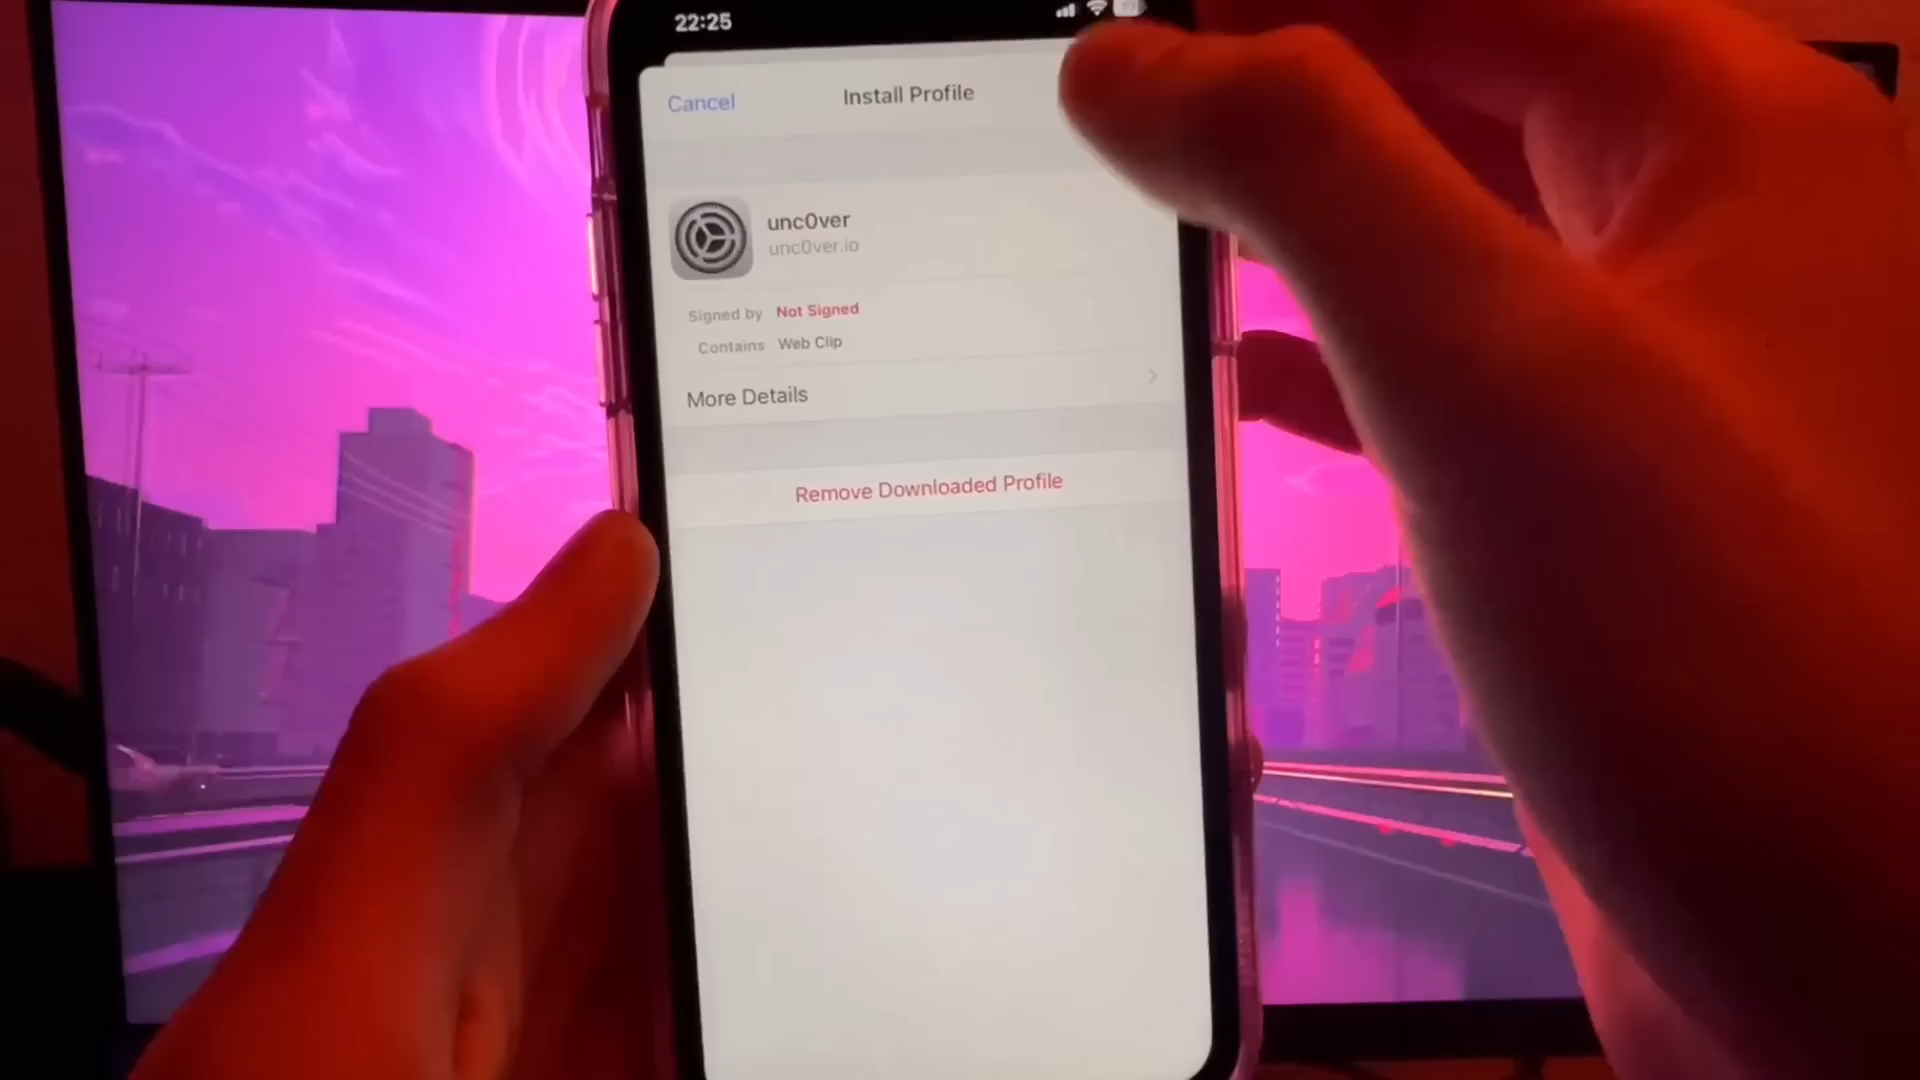 22:25
Cancel
Install Profile
unc0ver
unc0ver.io
Signed by Not Signed
Contains Web Clip
More Details
Remove Downloaded Profile